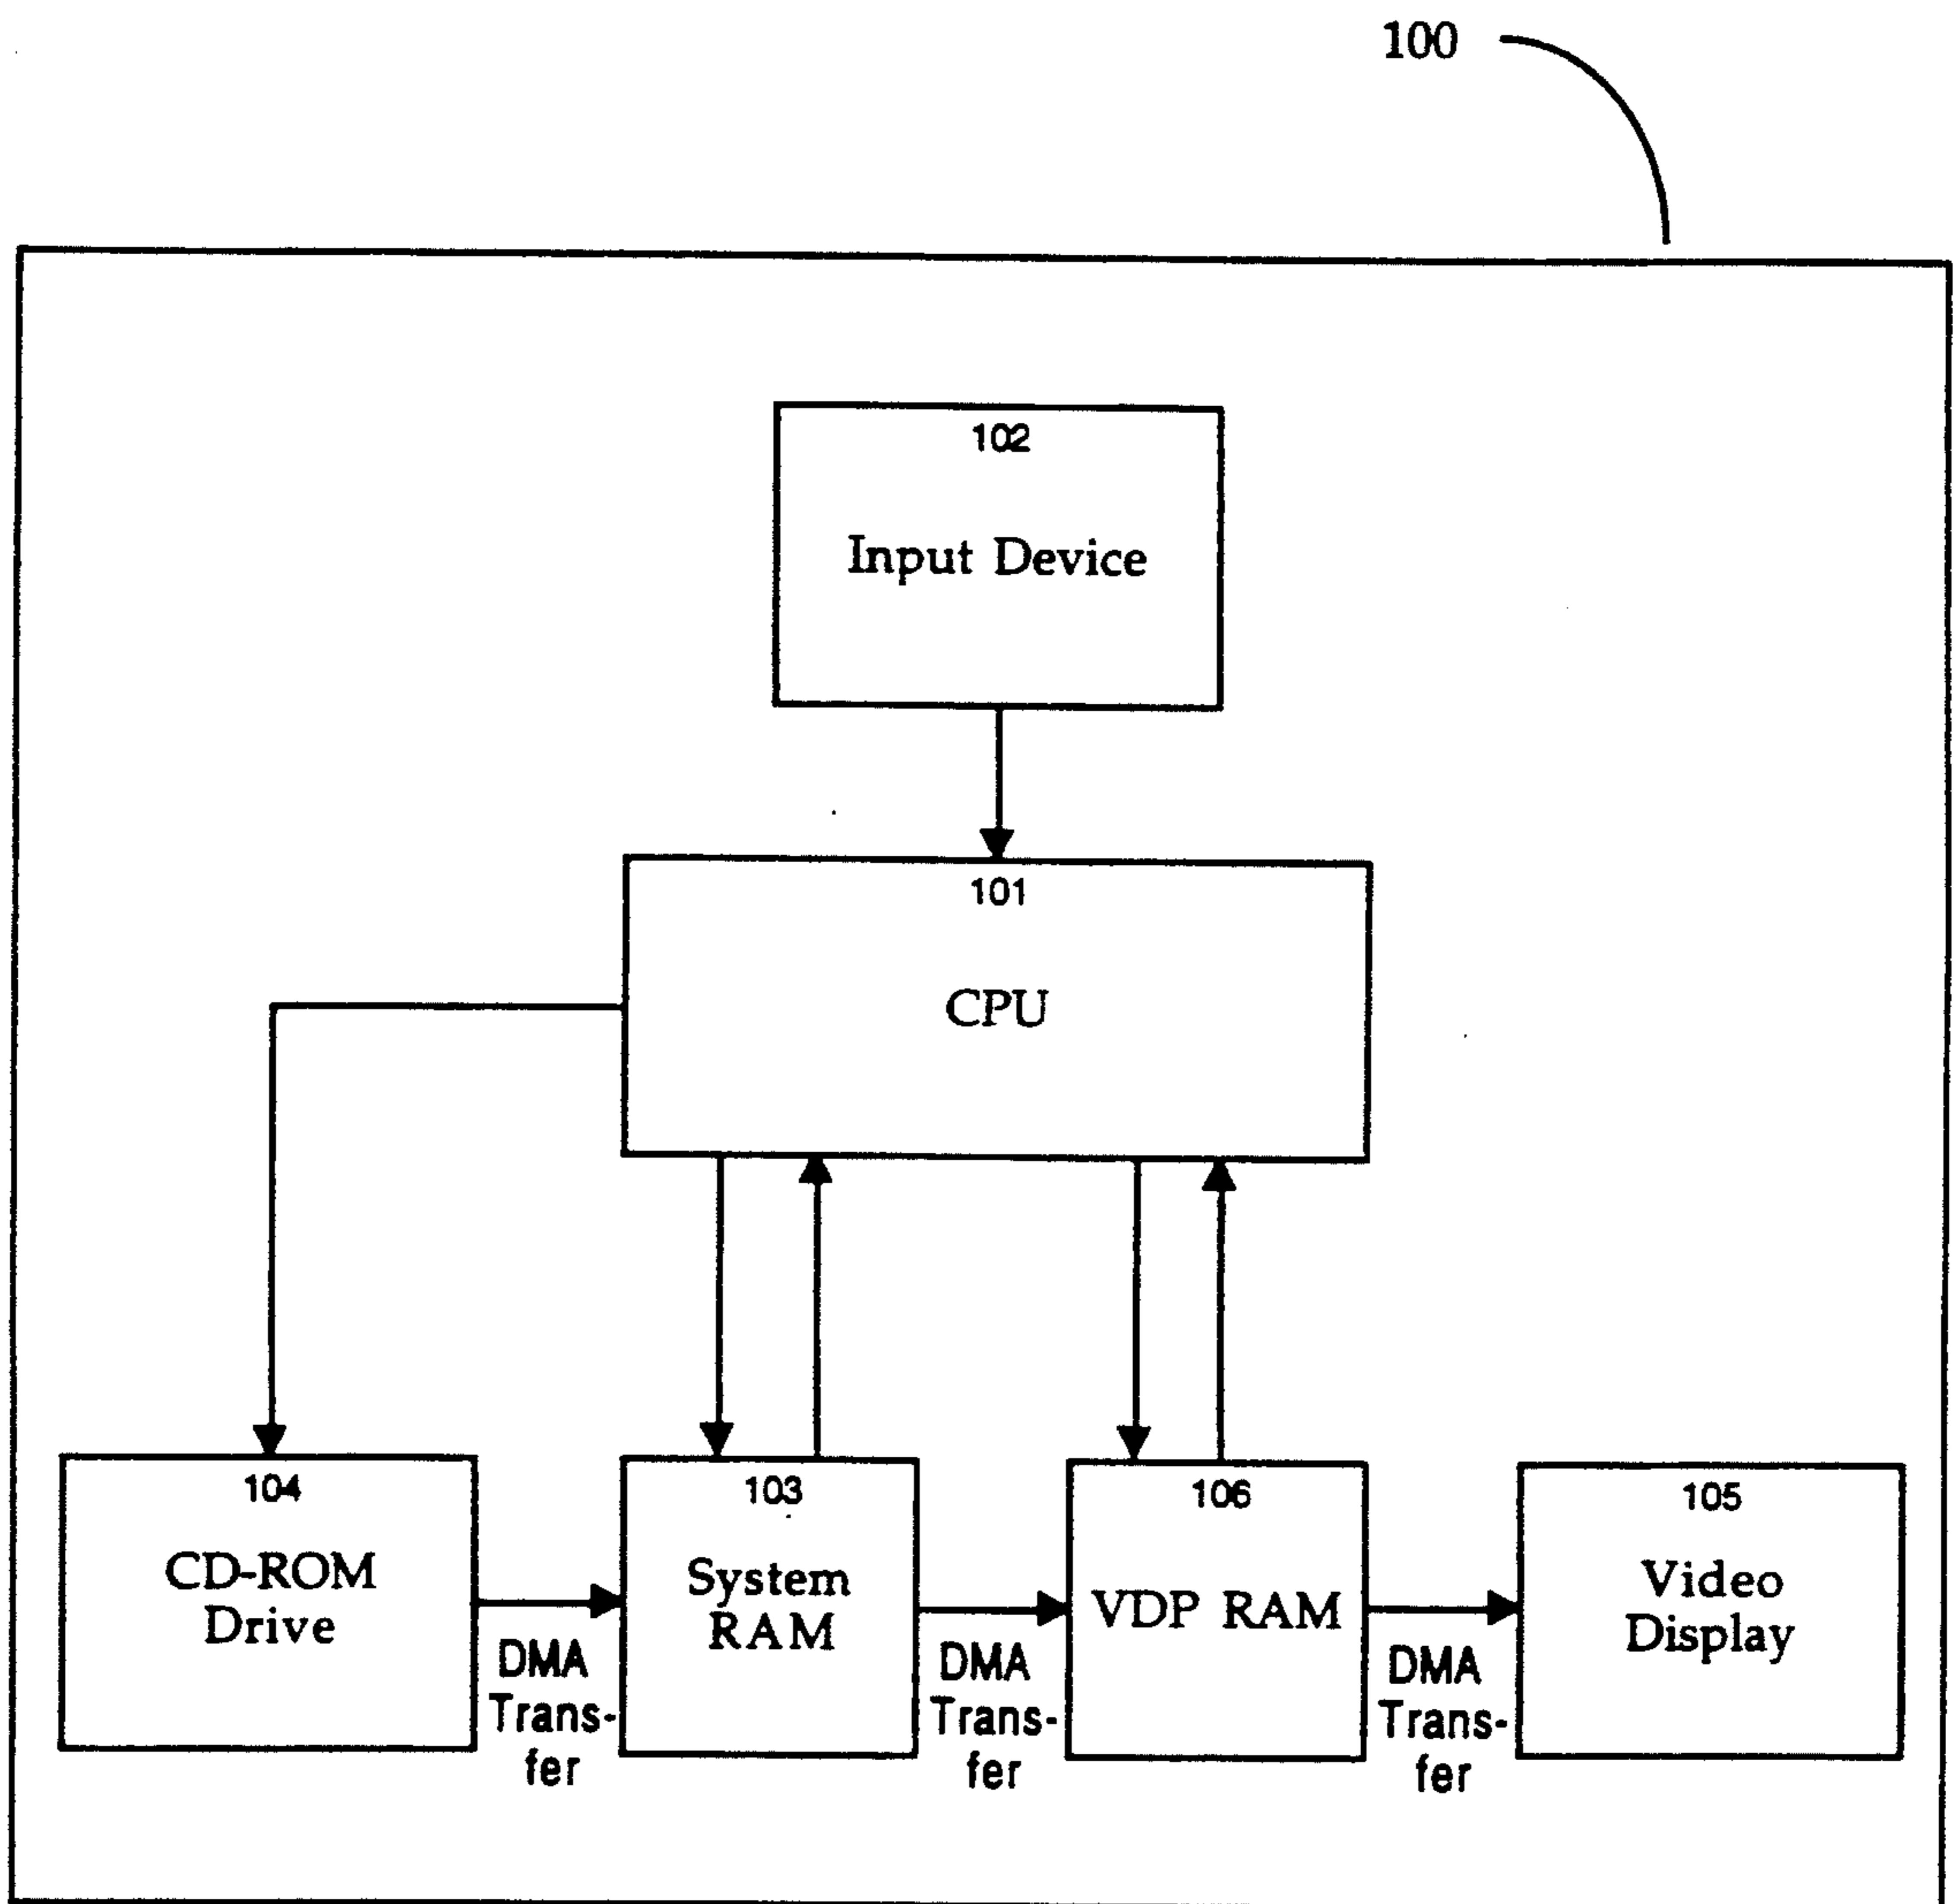 100
102
Input Device
101
CPU
104
CD-ROM
Drive
DMA
Trans-
fer
103
System
RAM
DMA
Trans-
fer
106
VDP RAM
DMA
Trans-
fer
105
Video
Display